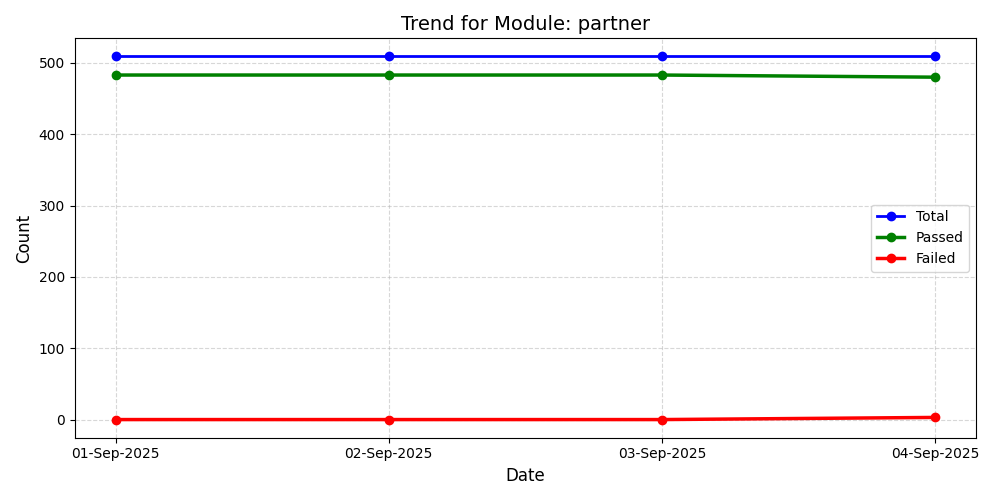 Trend for Module: partner
Count
500
400
300
200
100
0
Total
Passed
Failed
01-Sep-2025
02-Sep-2025
03-Sep-2025
04-Sep-2025
Date